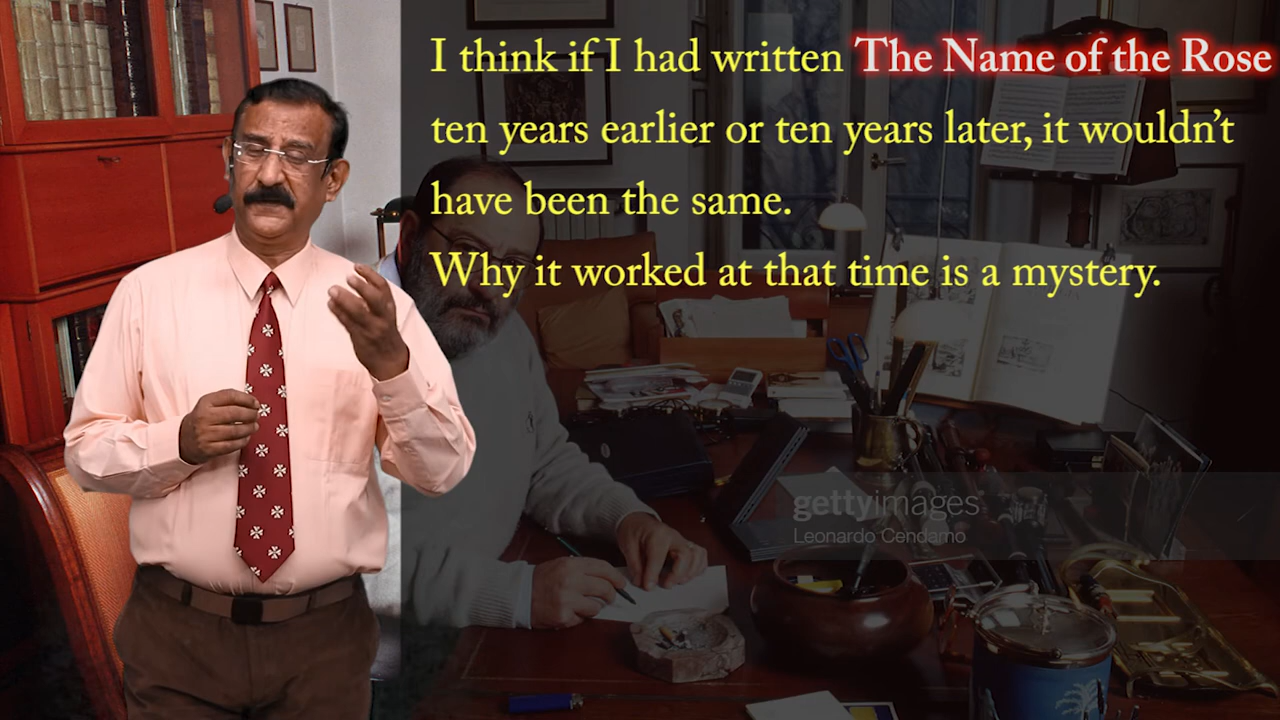 I think if I had written The Name of the Rose
ten years earlier or ten years later, it wouldn’t
have been the same.
Why it worked at that time is a mystery.
gettyimages
Leonardo Cendamo